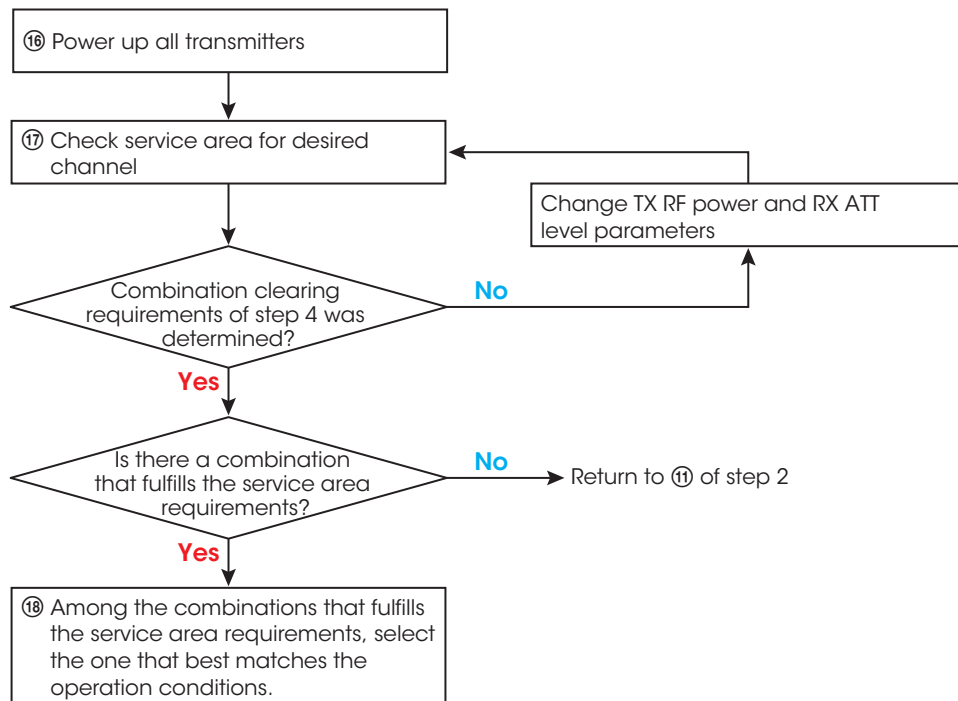 ⑯ Power up all transmitters
⑰ Check service area for desired
channel
Change TX RF power and RX ATT
level parameters
Combination clearing
requirements of step 4 was
determined?
No
Yes
Is there a combination
that fulfills the service area
requirements?
No
Return to ⑪ of step 2
Yes
⑱ Among the combinations that fulfills
the service area requirements, select
the one that best matches the
operation conditions.